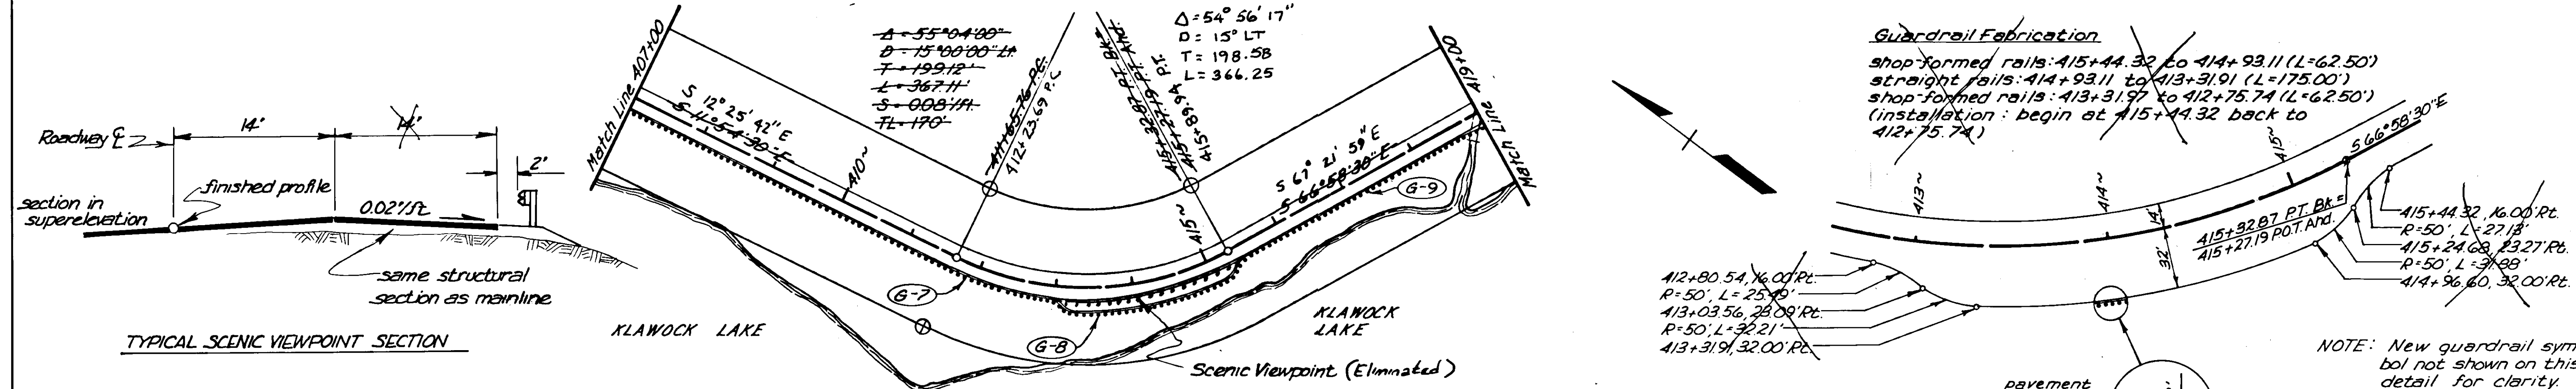 Roadway ℄
14'
14'
2'
finished profile
section in
superelevation
0.02'/ft
same structural
section as mainline
TYPICAL SCENIC VIEWPOINT SECTION
Match Line 407+00
Δ = 55°04'00"
D = 15°00'00" Lt.
T = 199.12'
L = 367.11'
S = 0.08'/ft.
TL = 170'
Δ = 54° 56' 17"
D = 15° LT
T = 198.58
L = 366.25
S 12° 25' 42" E
S 11° 54' 30" E
410~
411+65.76 P.C.
412+23.69 P.C
415+32.87 P.T. Bk=
415+27.19 P.T. Ahd.
415+89.94 P.T.
415~
S 67° 21' 59" E
S 66°58'30" E
Match Line 419+00
G-7
G-8
G-9
KLAWOCK LAKE
KLAWOCK
LAKE
Scenic Viewpoint (Eliminated)
Guardrail Fabrication
shop-formed rails: 415+44.32 to 414+93.11 (L=62.50')
straight rails: 414+93.11 to 413+31.91 (L=175.00')
shop-formed rails: 413+31.97 to 412+75.74 (L=62.50')
(installation: begin at 415+44.32 back to
412+75.74)
413~
414~
415~
S 66°58'30"E
14'
32'
415+32.87 P.T. Bk.=
415+27.19 P.O.T. Ahd.
412+80.54, 16.00'Rt.
R=50', L=25.49'
413+03.56, 23.09'Rt.
R=50', L=32.21'
413+31.91, 32.00'Rt.
415+44.32, 16.00'Rt.
R=50', L=27.13'
415+24.68, 23.27'Rt.
R=50', L=31.88'
414+96.60, 32.00'Rt.
NOTE: New guardrail sym-
bol not shown on this
detail for clarity.
pavement